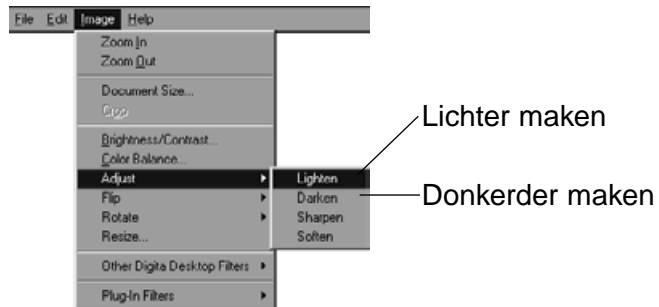 File Edit Image Help
Zoom In
Zoom Out
Document Size...
Crop
Brightness/Contrast...
Color Balance...
Adjust
Flip
Rotate
Resize...
Other Digita Desktop Filters
Plug-In Filters
Lighten
Darken
Sharpen
Soften
Lichter maken
Donkerder maken